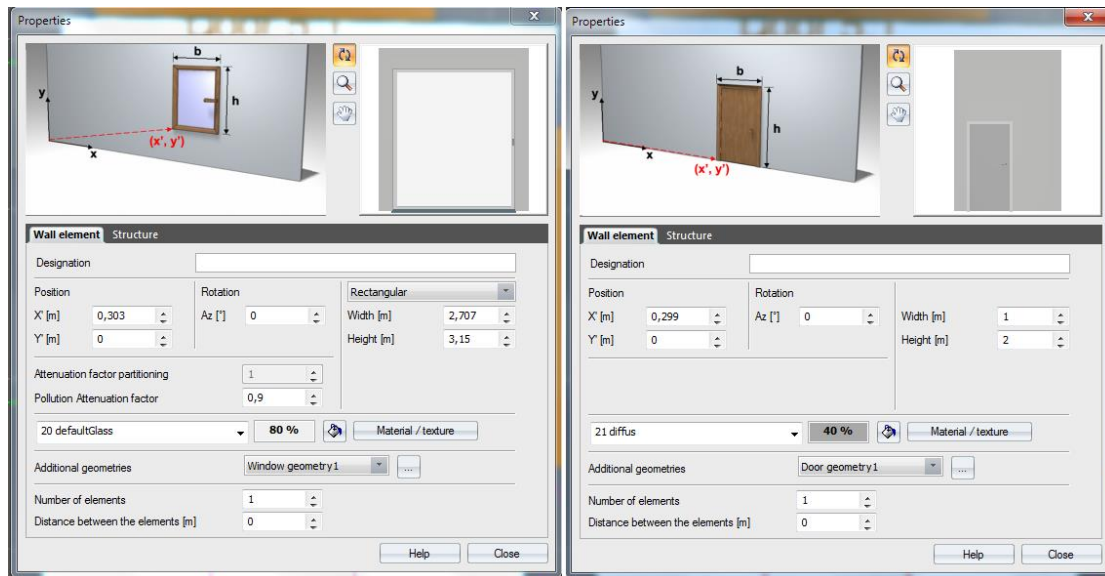 Properties
b
y
h
(x', y')
x
Wall element Structure
Designation
Position Rotation Rectangular
X' [m] 0,303 Az [°] 0 Width [m] 2,707
Y' [m] 0 Height [m] 3,15
Attenuation factor partitioning 1
Pollution Attenuation factor 0,9
20 defaultGlass 80 % Material / texture
Additional geometries Window geometry1 ...
Number of elements 1
Distance between the elements [m] 0
Help Close
Properties
b
y
h
x
(x', y')
Wall element Structure
Designation
Position Rotation
X' [m] 0,299 Az [°] 0 Width [m] 1
Y' [m] 0 Height [m] 2
21 diffus 40 % Material / texture
Additional geometries Door geometry1 ...
Number of elements 1
Distance between the elements [m] 0
Help Close